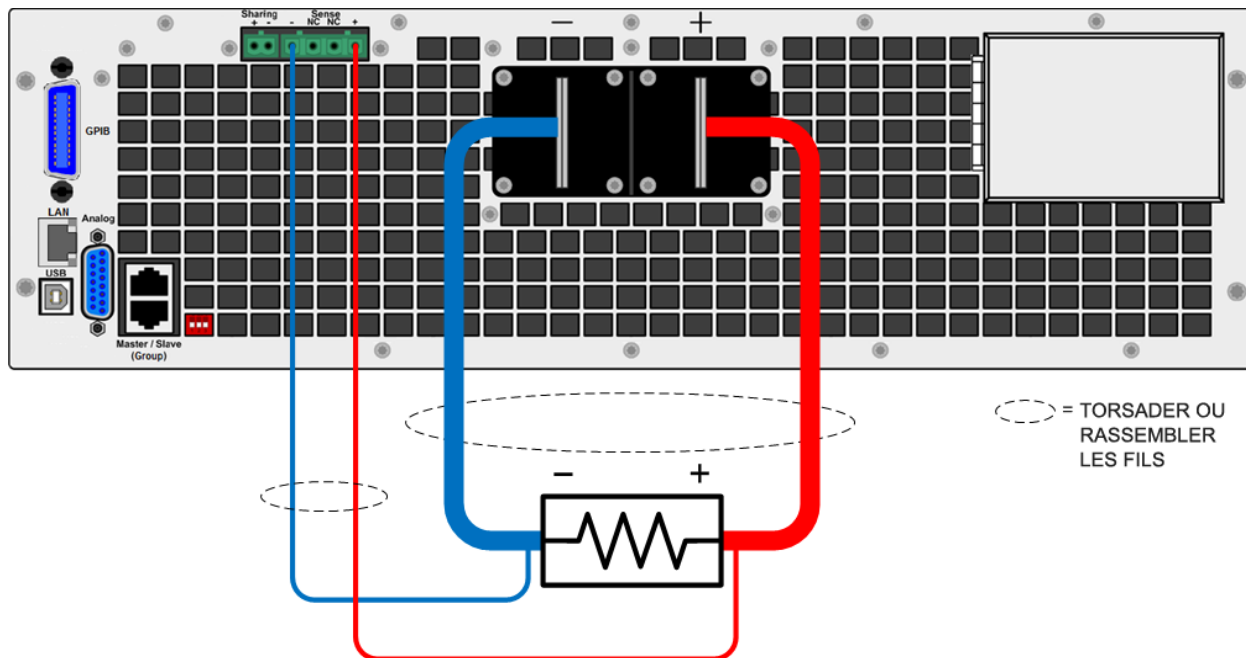 Sharing
+ -
Sense
- NC NC +
− +
GPIB
LAN
Analog
USB
Master / Slave
(Group)
= TORSADER OU
RASSEMBLER
LES FILS
− +